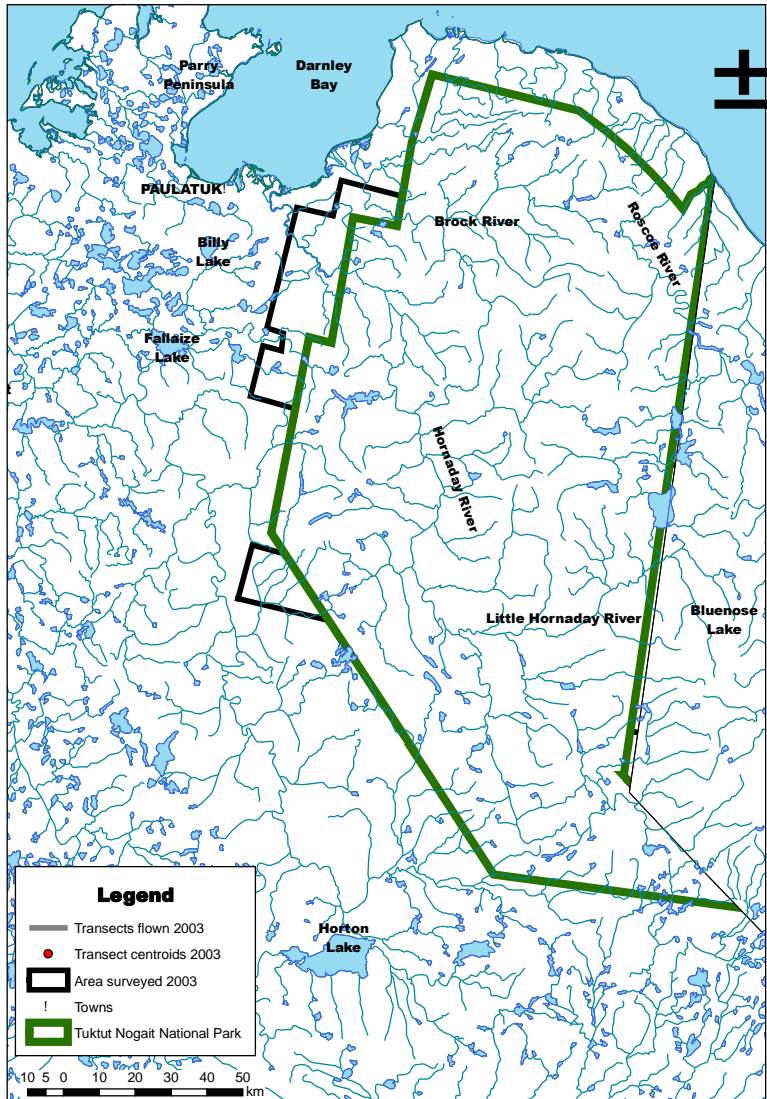 Parry
Peninsula
Darnley
Bay
±
PAULATUK!
Brock River
Roscoe River
Billy
Lake
Fallaize
Lake
t
Hornaday River
Little Hornaday River
Bluenose
Lake
Horton
Lake
Legend
Transects flown 2003
Transect centroids 2003
Area surveyed 2003
! Towns
Tuktut Nogait National Park
10 5 0 10 20 30 40 50
km